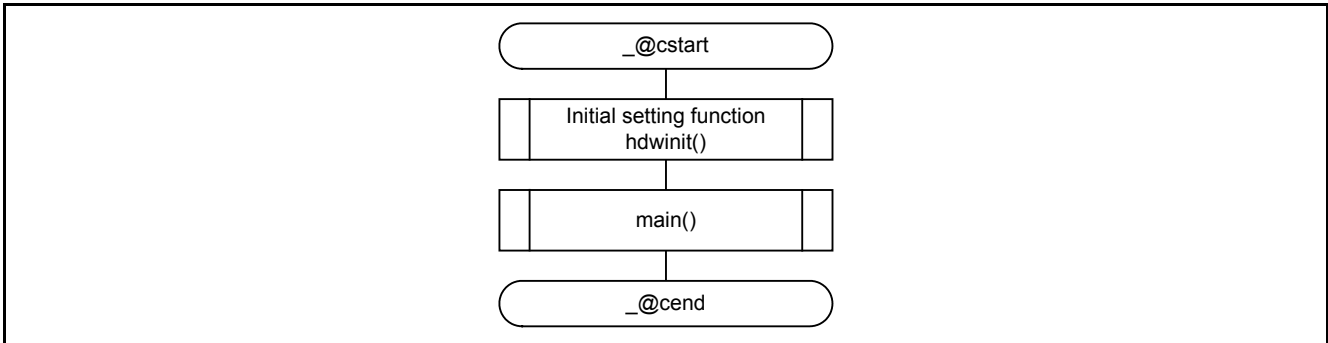 _@cstart
Initial setting function
hdwinit()
main()
_@cend